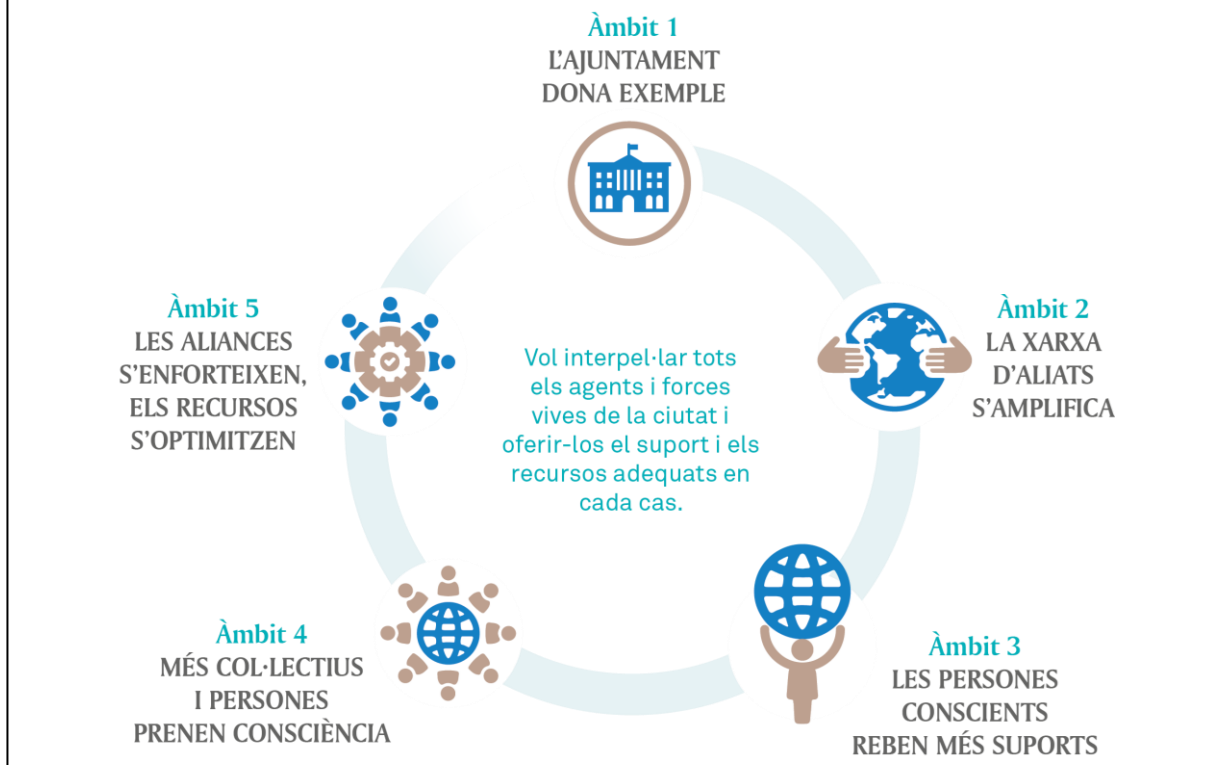 Àmbit 1
L'AJUNTAMENT
DONA EXEMPLE
Àmbit 2
LA XARXA
D'ALIATS
S'AMPLIFICA
Àmbit 3
LES PERSONES
CONSCIENTS
REBEN MÉS SUPORTS
Àmbit 4
MÉS COL·LECTIUS
I PERSONES
PRENEN CONSCIÈNCIA
Àmbit 5
LES ALIANCES
S'ENFORTEIXEN,
ELS RECURSOS
S'OPTIMITZEN
Vol interpel·lar tots
els agents i forces
vives de la ciutat i
oferir-los el suport i els
recursos adequats en
cada cas.